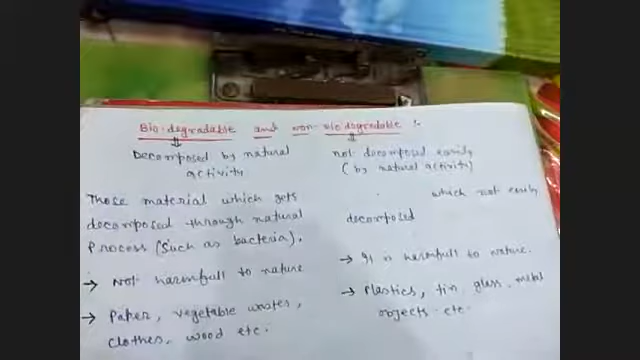 Bio-degradable and non-biodegradable :-
Decomposed by natural
activity
not decomposed easily
(by natural activity)
Those material which gets
decomposed through natural
Process (Such as bacteria).
→ Not harmfull to nature
→ Paper, vegetable wastes,
clothes, wood etc.
which not easily
decomposed
→ It is harmfull to nature.
→ Plastics, tin, glass, metal
objects etc.